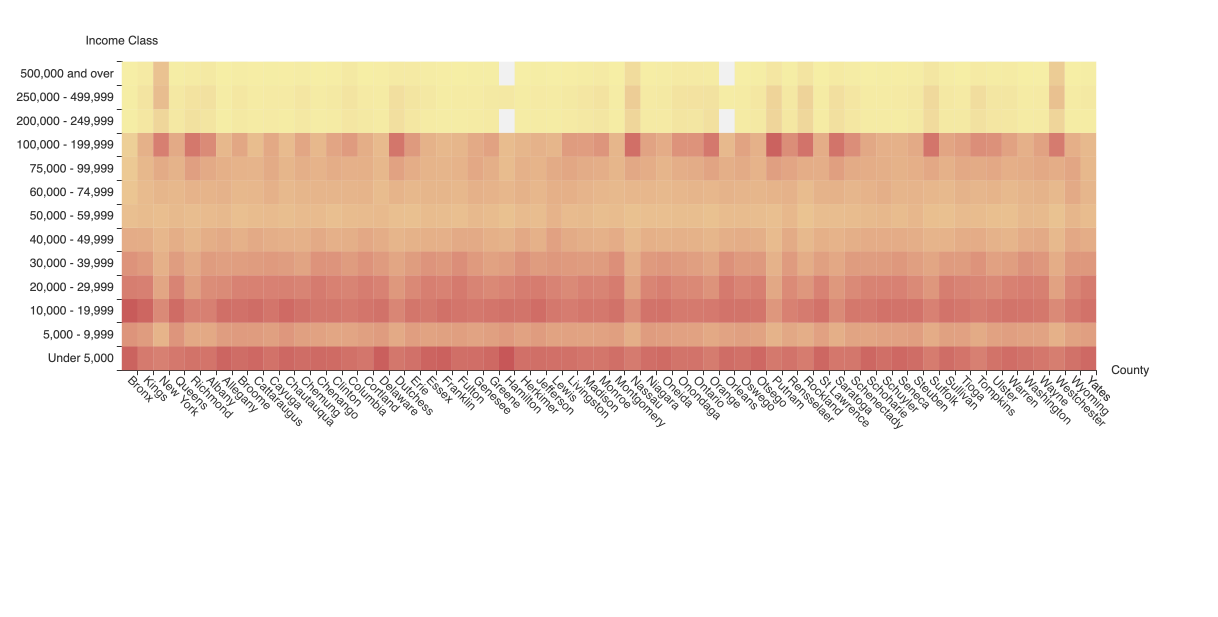 Income Class
500,000 and over
250,000 - 499,999
200,000 - 249,999
100,000 - 199,999
75,000 - 99,999
60,000 - 74,999
50,000 - 59,999
40,000 - 49,999
30,000 - 39,999
20,000 - 29,999
10,000 - 19,999
5,000 - 9,999
Under 5,000
County
Bronx
Kings
New York
Queens
Richmond
Albany
Allegany
Broome
Cattaraugus
Cayuga
Chautauqua
Chemung
Chenango
Clinton
Columbia
Cortland
Delaware
Dutchess
Erie
Essex
Franklin
Fulton
Genesee
Greene
Hamilton
Herkimer
Jefferson
Lewis
Livingston
Madison
Monroe
Montgomery
Nassau
Niagara
Oneida
Onondaga
Ontario
Orange
Orleans
Oswego
Otsego
Putnam
Rensselaer
Rockland
St Lawrence
Saratoga
Schenectady
Schoharie
Schuyler
Seneca
Steuben
Suffolk
Sullivan
Tioga
Tompkins
Ulster
Warren
Washington
Wayne
Westchester
Wyoming
Yates